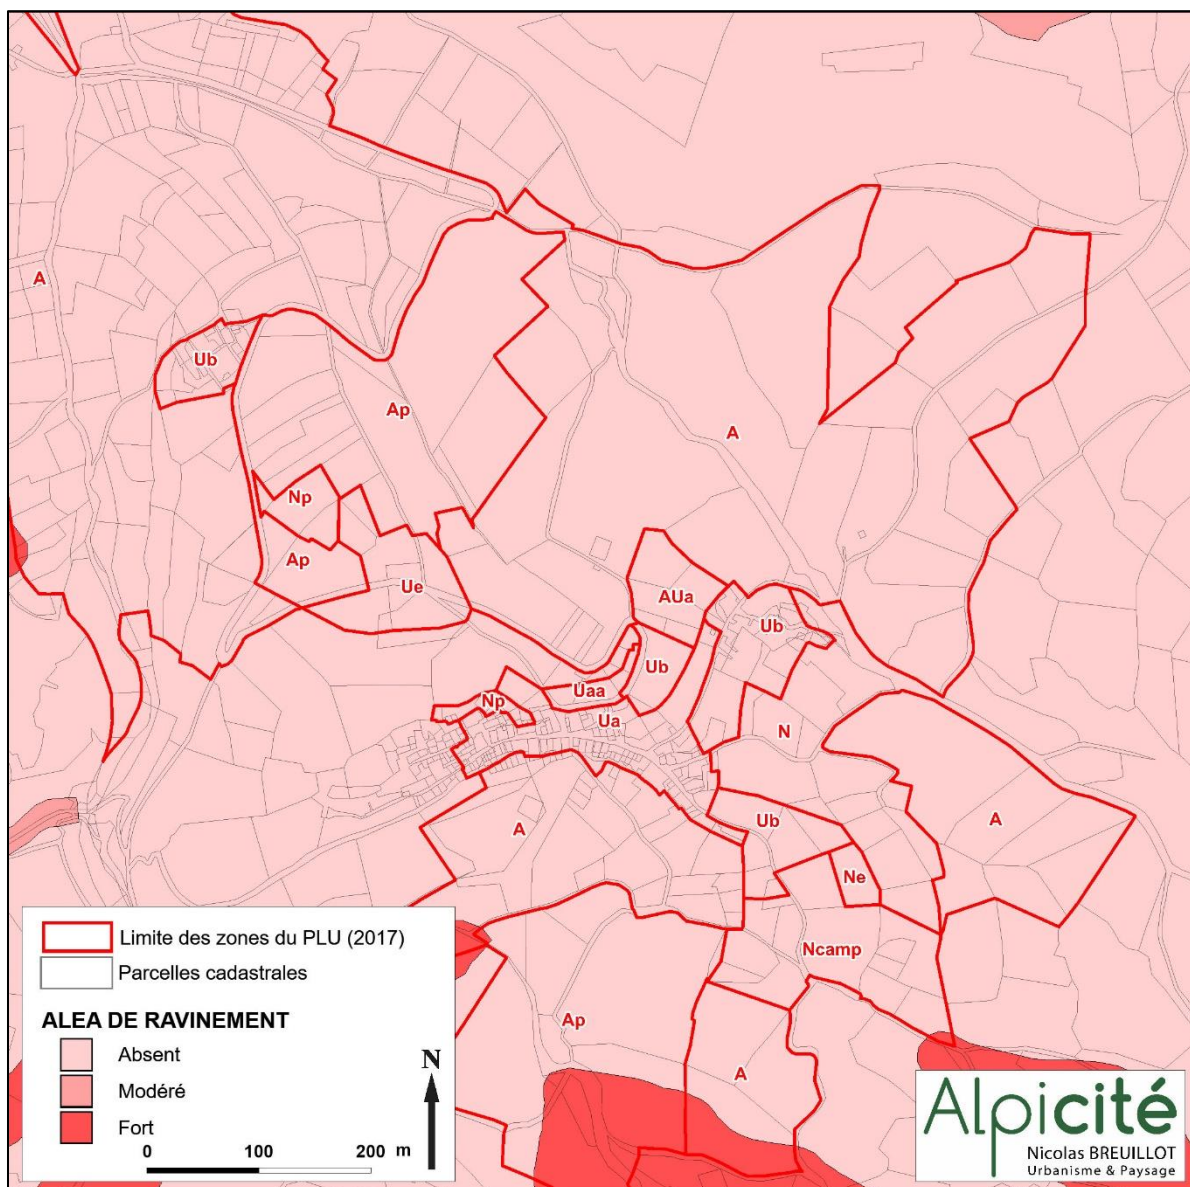 A
Ub
Ap
A
Np
Ap
Ue
AUa
Ub
Ub
Uaa
Np
Ua
N
A
Ub
A
Ne
Ncamp
Ap
A
Limite des zones du PLU (2017)
Parcelles cadastrales
ALEA DE RAVINEMENT
Absent
Modéré
Fort
N
0 100 200 m
Alpicité
Nicolas BREUILLOT
Urbanisme & Paysage